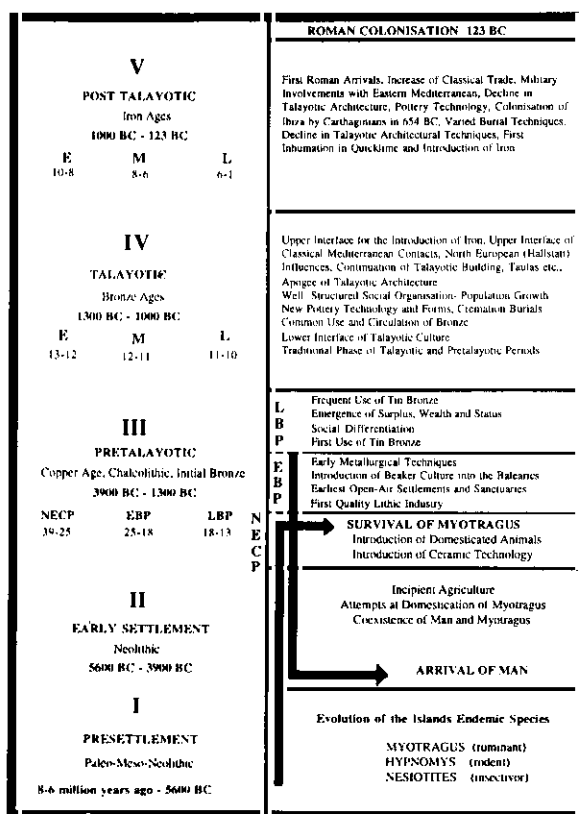 ROMAN COLONISATION 123 BC
V
POST TALAYOTIC
Iron Ages
1000 BC - 123 BC
E M L
10-8 8-6 6-1
First Roman Arrivals, Increase of Classical Trade, Military
Involvements with Eastern Mediterranean, Decline in
Talayotic Architecture, Pottery Technology, Colonisation of
Ibiza by Carthaginians in 654 BC, Varied Burial Techniques,
Decline in Talayotic Architectural Techniques, First
Inhumation in Quicklime and Introduction of Iron
IV
TALAYOTIC
Bronze Ages
1300 BC - 1000 BC
E M L
13-12 12-11 11-10
Upper Interface for the Introduction of Iron, Upper Interface of
Classical Mediterranean Contacts, North European (Hallstatt)
Influences, Continuation of Talayotic Building, Taulas etc.,
Apogee of Talayotic Architecture
Well Structured Social Organisation- Population Growth
New Pottery Technology and Forms, Cremation Burials
Common Use and Circulation of Bronze
Lower Interface of Talayotic Culture
Traditional Phase of Talayotic and Pretalayotic Periods
III
PRETALAYOTIC
Copper Age, Chalcolithic, Initial Bronze
3900 BC - 1300 BC
NECP EBP LBP
39-25 25-18 18-13
LBP
Frequent Use of Tin Bronze
Emergence of Surplus, Wealth and Status
Social Differentiation
First Use of Tin Bronze
EBP
Early Metallurgical Techniques
Introduction of Beaker Culture into the Balearics
Earliest Open-Air Settlements and Sanctuaries
First Quality Lithic Industry
NECP
SURVIVAL OF MYOTRAGUS
Introduction of Domesticated Animals
Introduction of Ceramic Technology
II
EARLY SETTLEMENT
Neolithic
5600 BC - 3900 BC
Incipient Agriculture
Attempts at Domestication of Myotragus
Coexistence of Man and Myotragus
ARRIVAL OF MAN
I
PRESETTLEMENT
Paleo-Meso-Neolithic
8-6 million years ago - 5600 BC
Evolution of the Islands Endemic Species
MYOTRAGUS (ruminant)
HYPNOMYS (rodent)
NESIOTITES (insectivor)